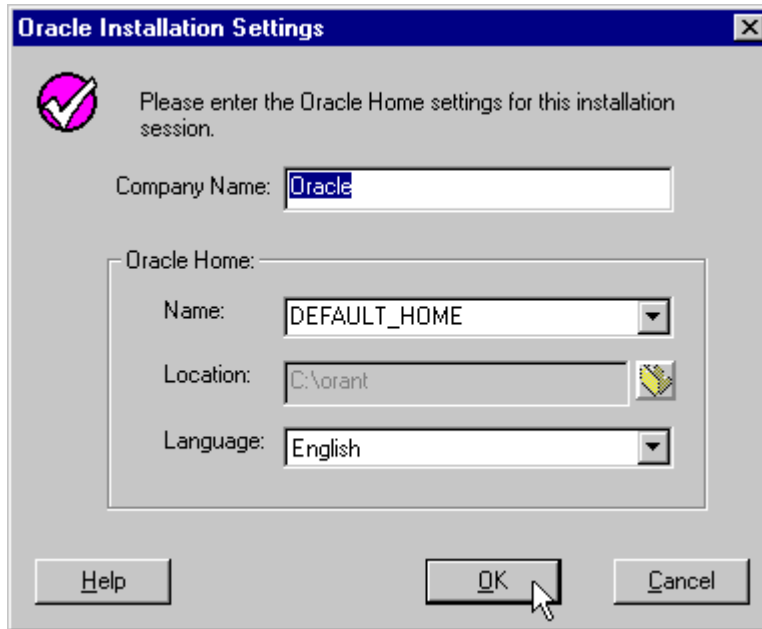 Oracle Installation Settings
Please enter the Oracle Home settings for this installation
session.
Company Name: Oracle
Oracle Home:
Name: DEFAULT_HOME
Location: C:\orant
Language: English
Help OK Cancel